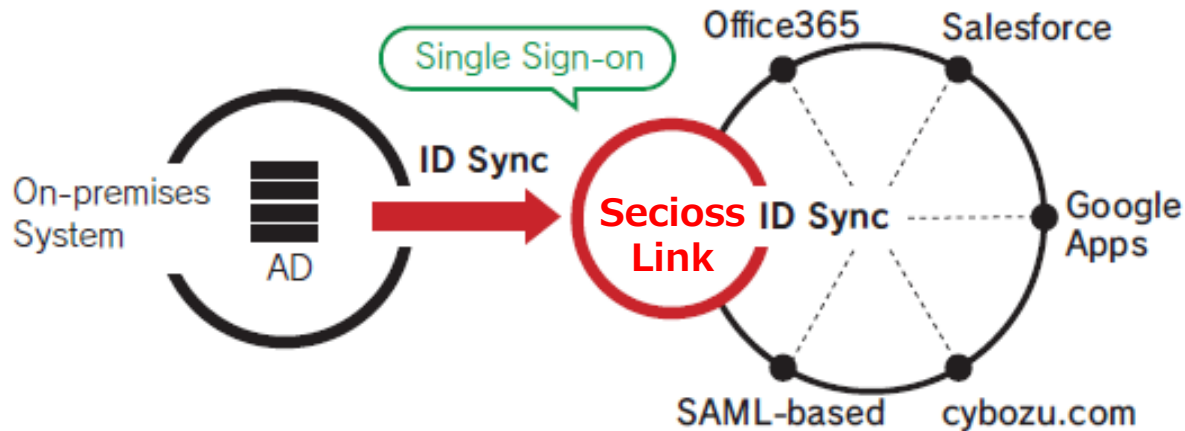 Office365
Salesforce
Single Sign-on
ID Sync
On-premises
System
AD
Secioss
Link
ID Sync
Google
Apps
SAML-based
cybozu.com